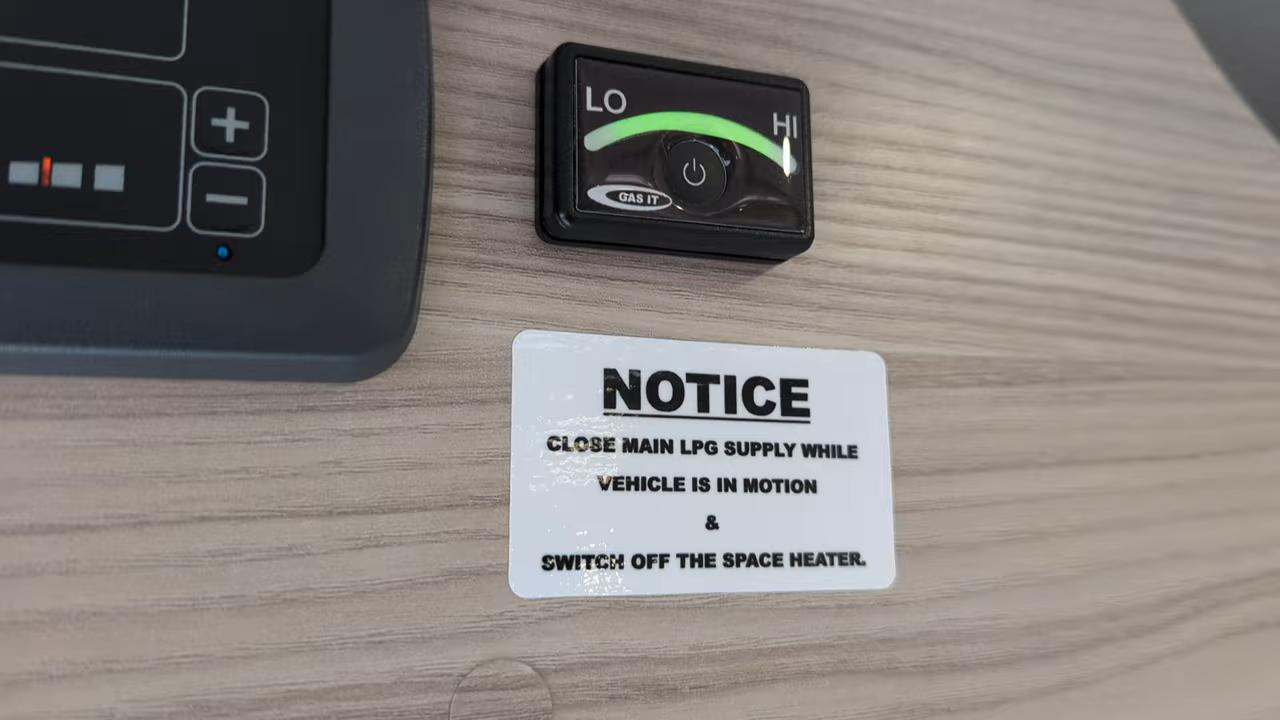 LO
HI
GAS IT
NOTICE
CLOSE MAIN LPG SUPPLY WHILE
VEHICLE IS IN MOTION
&
SWITCH OFF THE SPACE HEATER.